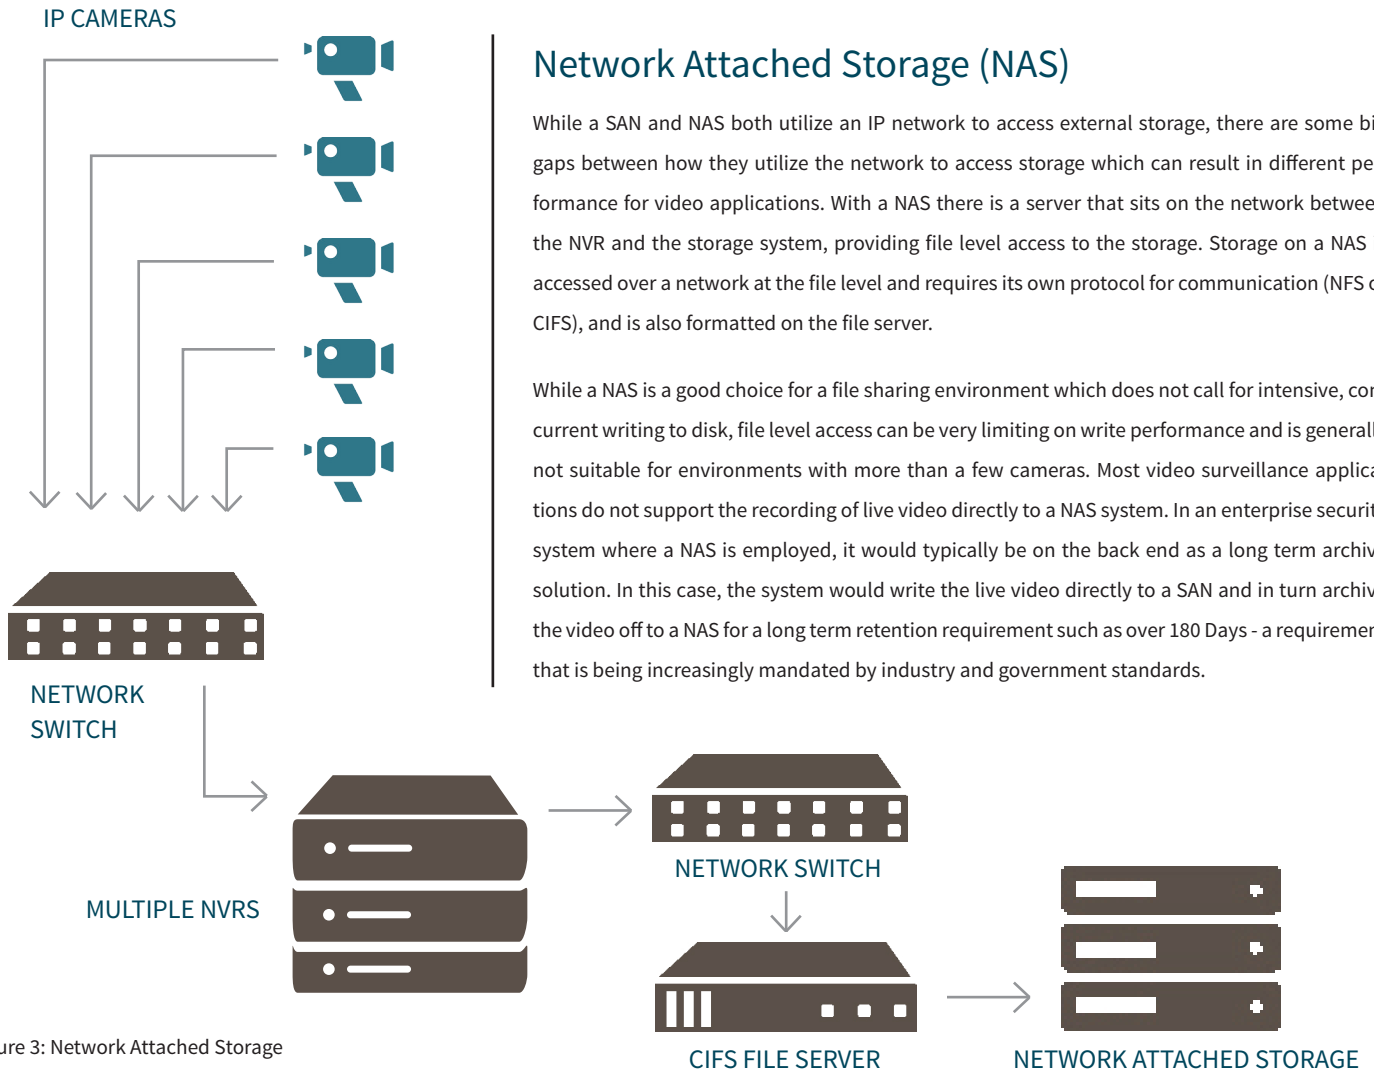 IP CAMERAS
Network Attached Storage (NAS)
While a SAN and NAS both utilize an IP network to access external storage, there are some bi
gaps between how they utilize the network to access storage which can result in different pe
formance for video applications. With a NAS there is a server that sits on the network betwee
the NVR and the storage system, providing file level access to the storage. Storage on a NAS
accessed over a network at the file level and requires its own protocol for communication (NFS o
CIFS), and is also formatted on the file server.
While a NAS is a good choice for a file sharing environment which does not call for intensive, con
current writing to disk, file level access can be very limiting on write performance and is generall
not suitable for environments with more than a few cameras. Most video surveillance applica
tions do not support the recording of live video directly to a NAS system. In an enterprise securit
system where a NAS is employed, it would typically be on the back end as a long term archiv
solution. In this case, the system would write the live video directly to a SAN and in turn archiv
the video off to a NAS for a long term retention requirement such as over 180 Days - a requiremen
that is being increasingly mandated by industry and government standards.
NETWORK
SWITCH
MULTIPLE NVRS
NETWORK SWITCH
CIFS FILE SERVER
NETWORK ATTACHED STORAGE
ure 3: Network Attached Storage